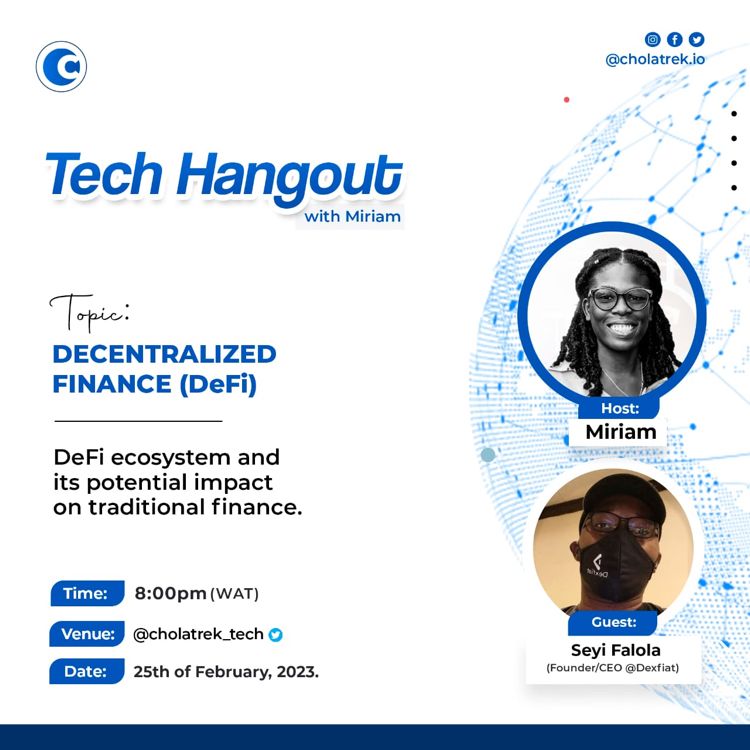 @cholatrek.io
Tech Hangout
with Miriam
Topic:
DECENTRALIZED
FINANCE (DeFi)
DeFi ecosystem and
its potential impact
on traditional finance.
Time: 8:00pm (WAT)
Venue: @cholatrek_tech
Date: 25th of February, 2023.
Host:
Miriam
Dexfiat
Guest:
Seyi Falola
(Founder/CEO @Dexfiat)